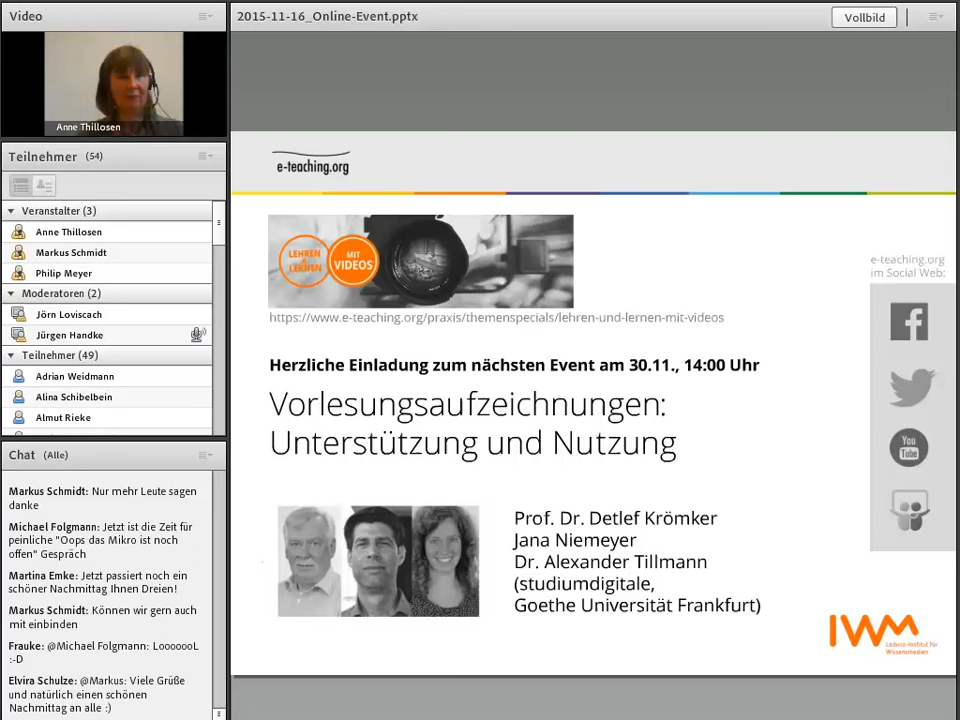 Video
Anne Thillosen
Teilnehmer (54)
Veranstalter (3)
Anne Thillosen
Markus Schmidt
Philip Meyer
Moderatoren (2)
Jörn Loviscach
Jürgen Handke
Teilnehmer (49)
Adrian Weidmann
Alina Schibelbein
Almut Rieke
Chat (Alle)
Markus Schmidt: Nur mehr Leute sagen
danke
Michael Folgmann: Jetzt ist die Zeit für
peinliche "Oops das Mikro ist noch
offen" Gespräch
Martina Emke: Jetzt passiert noch ein
schöner Nachmittag Ihnen Dreien!
Markus Schmidt: Können wir gern auch
mit einbinden
Frauke: @Michael Folgmann: LoooooooL
:-D
Elvira Schulze: @Markus: Viele Grüße
und natürlich einen schönen
Nachmittag an alle :)
2015-11-16_Online-Event.pptx
Vollbild
e-teaching.org
LEHREN
&
LERNEN
MIT
VIDEOS
https://www.e-teaching.org/praxis/themenspecials/lehren-und-lernen-mit-videos
Herzliche Einladung zum nächsten Event am 30.11., 14:00 Uhr
Vorlesungsaufzeichnungen:
Unterstützung und Nutzung
Prof. Dr. Detlef Krömker
Jana Niemeyer
Dr. Alexander Tillmann
(studiumdigitale,
Goethe Universität Frankfurt)
e-teaching.org
im Social Web:
You
Tube
IWM
Leibniz-Institut für
Wissensmedien